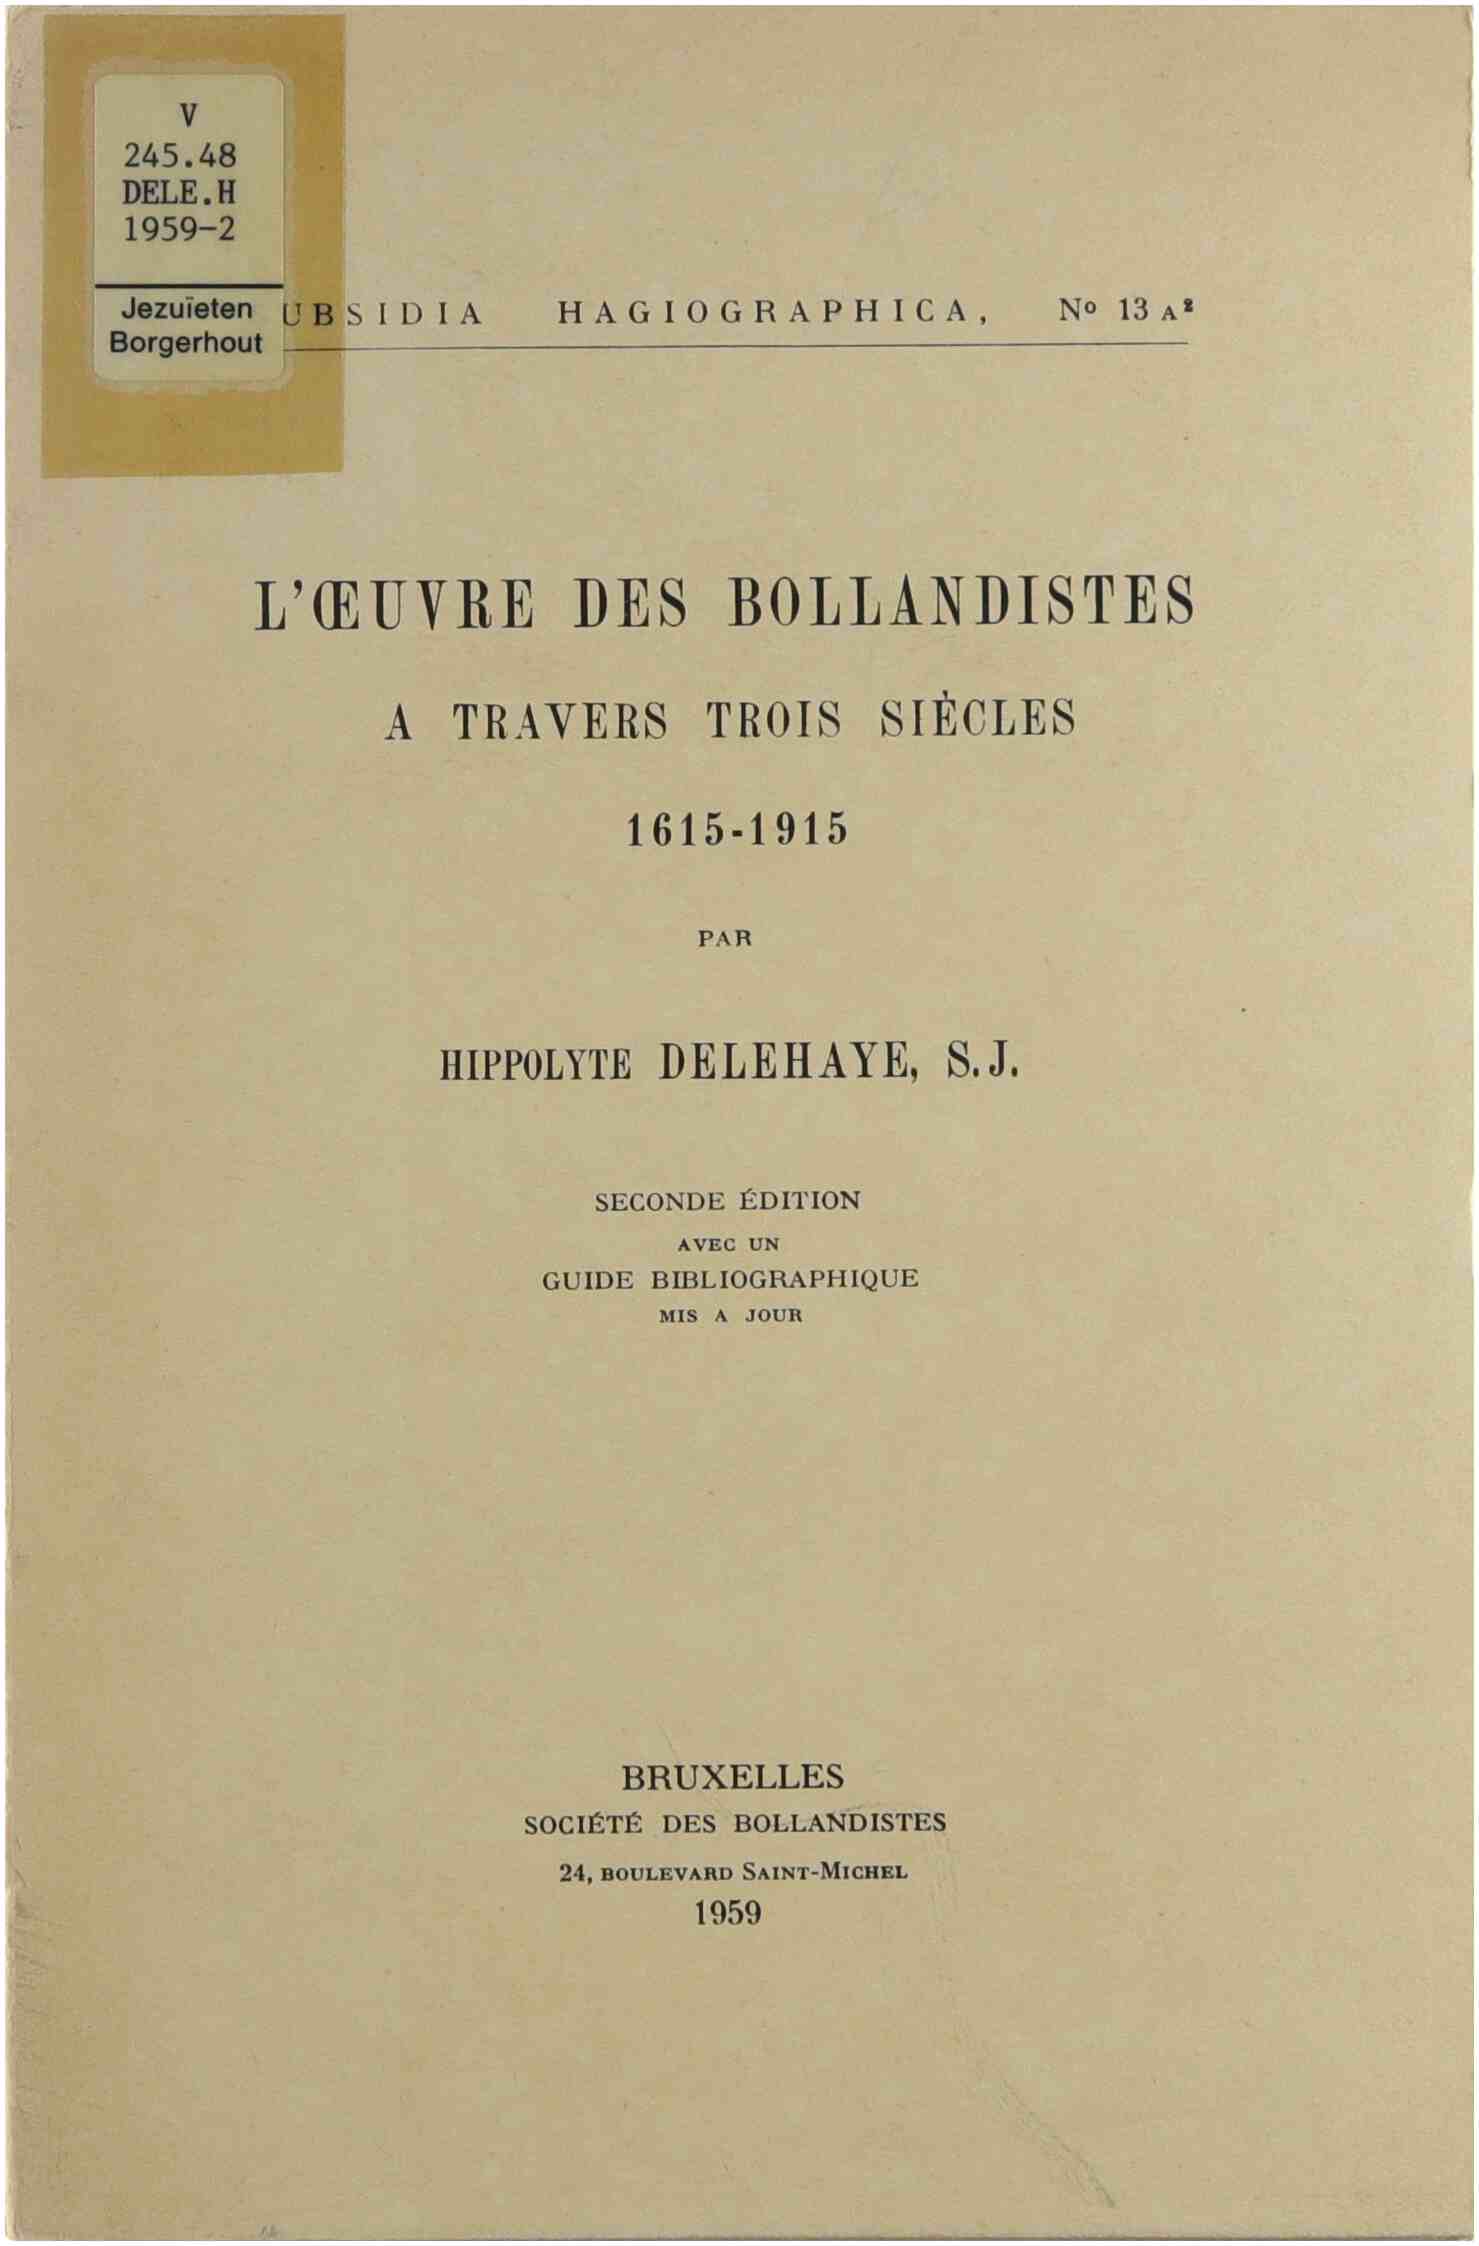 V
245.48
DELE.H
1959-2
Jezuïeten
Borgerhout
UBSIDIA HAGIOGRAPHICA, Nº 13 A²
L'ŒUVRE DES BOLLANDISTES
A TRAVERS TROIS SIÈCLES
1615-1915
PAR
HIPPOLYTE DELEHAYE, S.J.
SECONDE ÉDITION
AVEC UN
GUIDE BIBLIOGRAPHIQUE
MIS A JOUR
BRUXELLES
SOCIÉTÉ DES BOLLANDISTES
24, BOULEVARD SAINT-MICHEL
1959